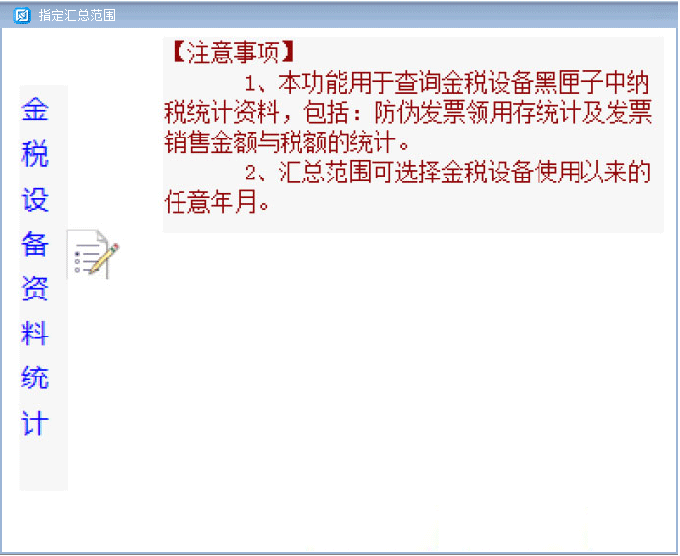 指定汇总范围
【注意事项】
1、本功能用于查询金税设备黑匣子中纳
税统计资料，包括：防伪发票领用存统计及发票
销售金额与税额的统计。
2、汇总范围可选择金税设备使用以来的
任意年月。
金税设备资料统计